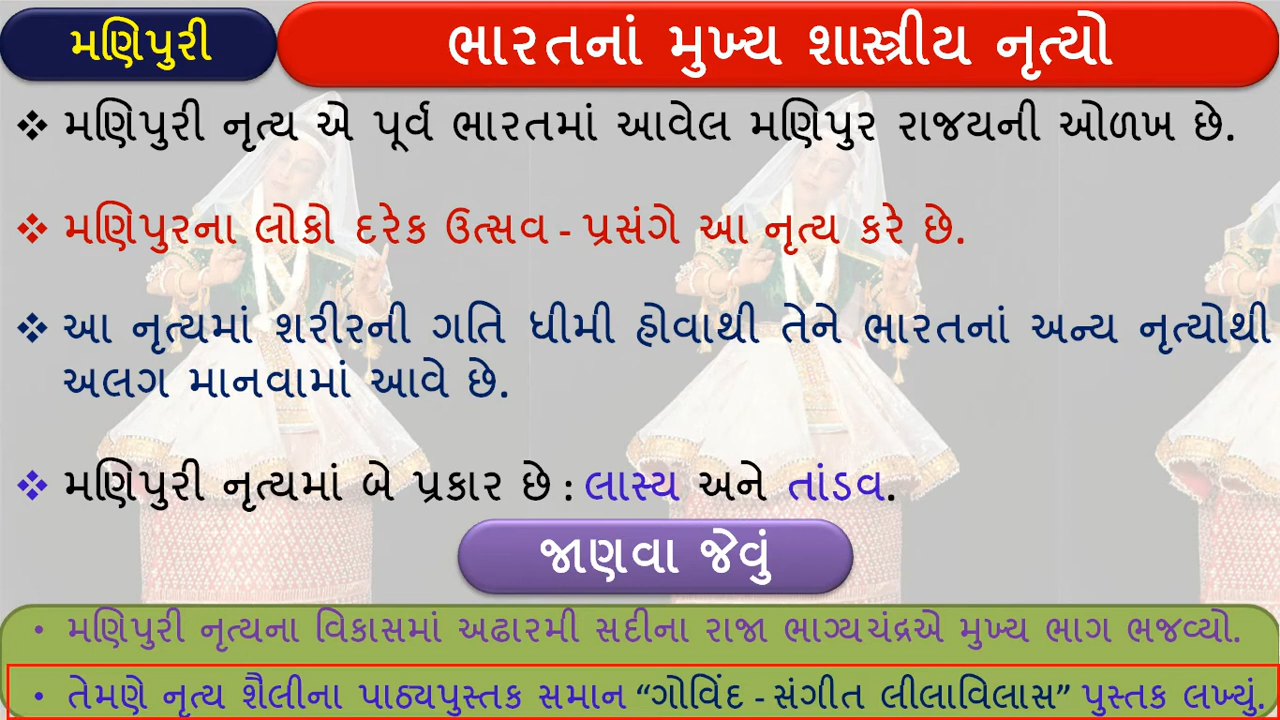 મણિપુરી
ભારતનાં મુખ્ય શાસ્ત્રીય નૃત્યો
❖ મણિપુરી નૃત્ય એ પૂર્વ ભારતમાં આવેલ મણિપુર રાજયની ઓળખ છે.
❖ મણિપુરના લોકો દરેક ઉત્સવ - પ્રસંગે આ નૃત્ય કરે છે.
❖ આ નૃત્યમાં શરીરની ગતિ ધીમી હોવાથી તેને ભારતનાં અન્ય નૃત્યોથી
અલગ માનવામાં આવે છે.
❖ મણિપુરી નૃત્યમાં બે પ્રકાર છે : લાસ્ય અને તાંડવ.
જાણવા જેવું
• મણિપુરી નૃત્યના વિકાસમાં અઢારમી સદીના રાજા ભાગ્યચંદ્રએ મુખ્ય ભાગ ભજવ્યો.
• તેમણે નૃત્ય શૈલીના પાઠ્યપુસ્તક સમાન “ગોવિંદ - સંગીત લીલાવિલાસ” પુસ્તક લખ્યું.